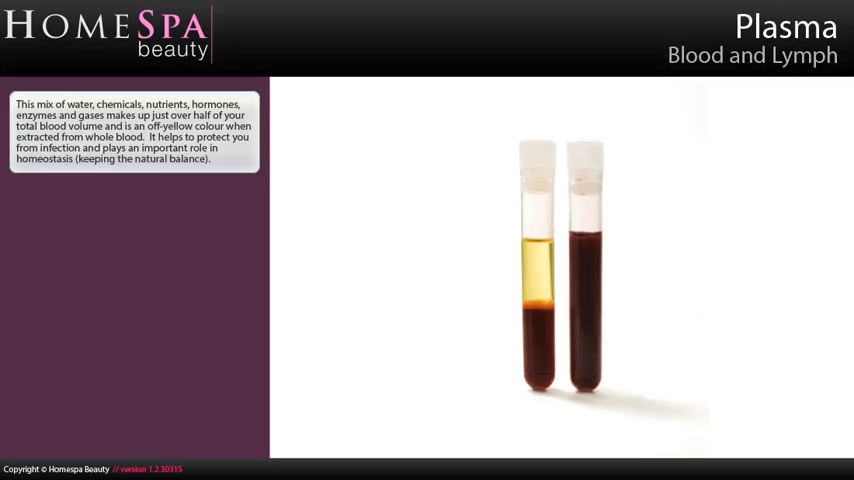 HOMESPA
beauty
Plasma
Blood and Lymph
This mix of water, chemicals, nutrients, hormones,
enzymes and gases makes up just over half of your
total blood volume and is an off-yellow colour when
extracted from whole blood. It helps to protect you
from infection and plays an important role in
homeostasis (keeping the natural balance).
Copyright © Homespa Beauty // version 1.2.30315